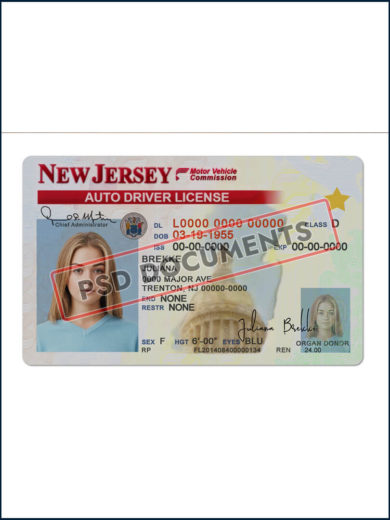 NEW JERSEY Motor Vehicle Commission
AUTO DRIVER LICENSE
Chief Administrator
DL L0000 0000 00000 CLASS D
DOB 03-19-1955
ISS 00-00-0000 EXP 00-00-0000
BREKKE
JULIANA
0000 MAJOR AVE
TRENTON, NJ 00000-0000
END NONE
RESTR NONE
PSD DOCUMENTS
Juliana Brekke
SEX F HGT 6'-00" EYES BLU
ORGAN DONOR
RP FL201408400000134 REN 24.00